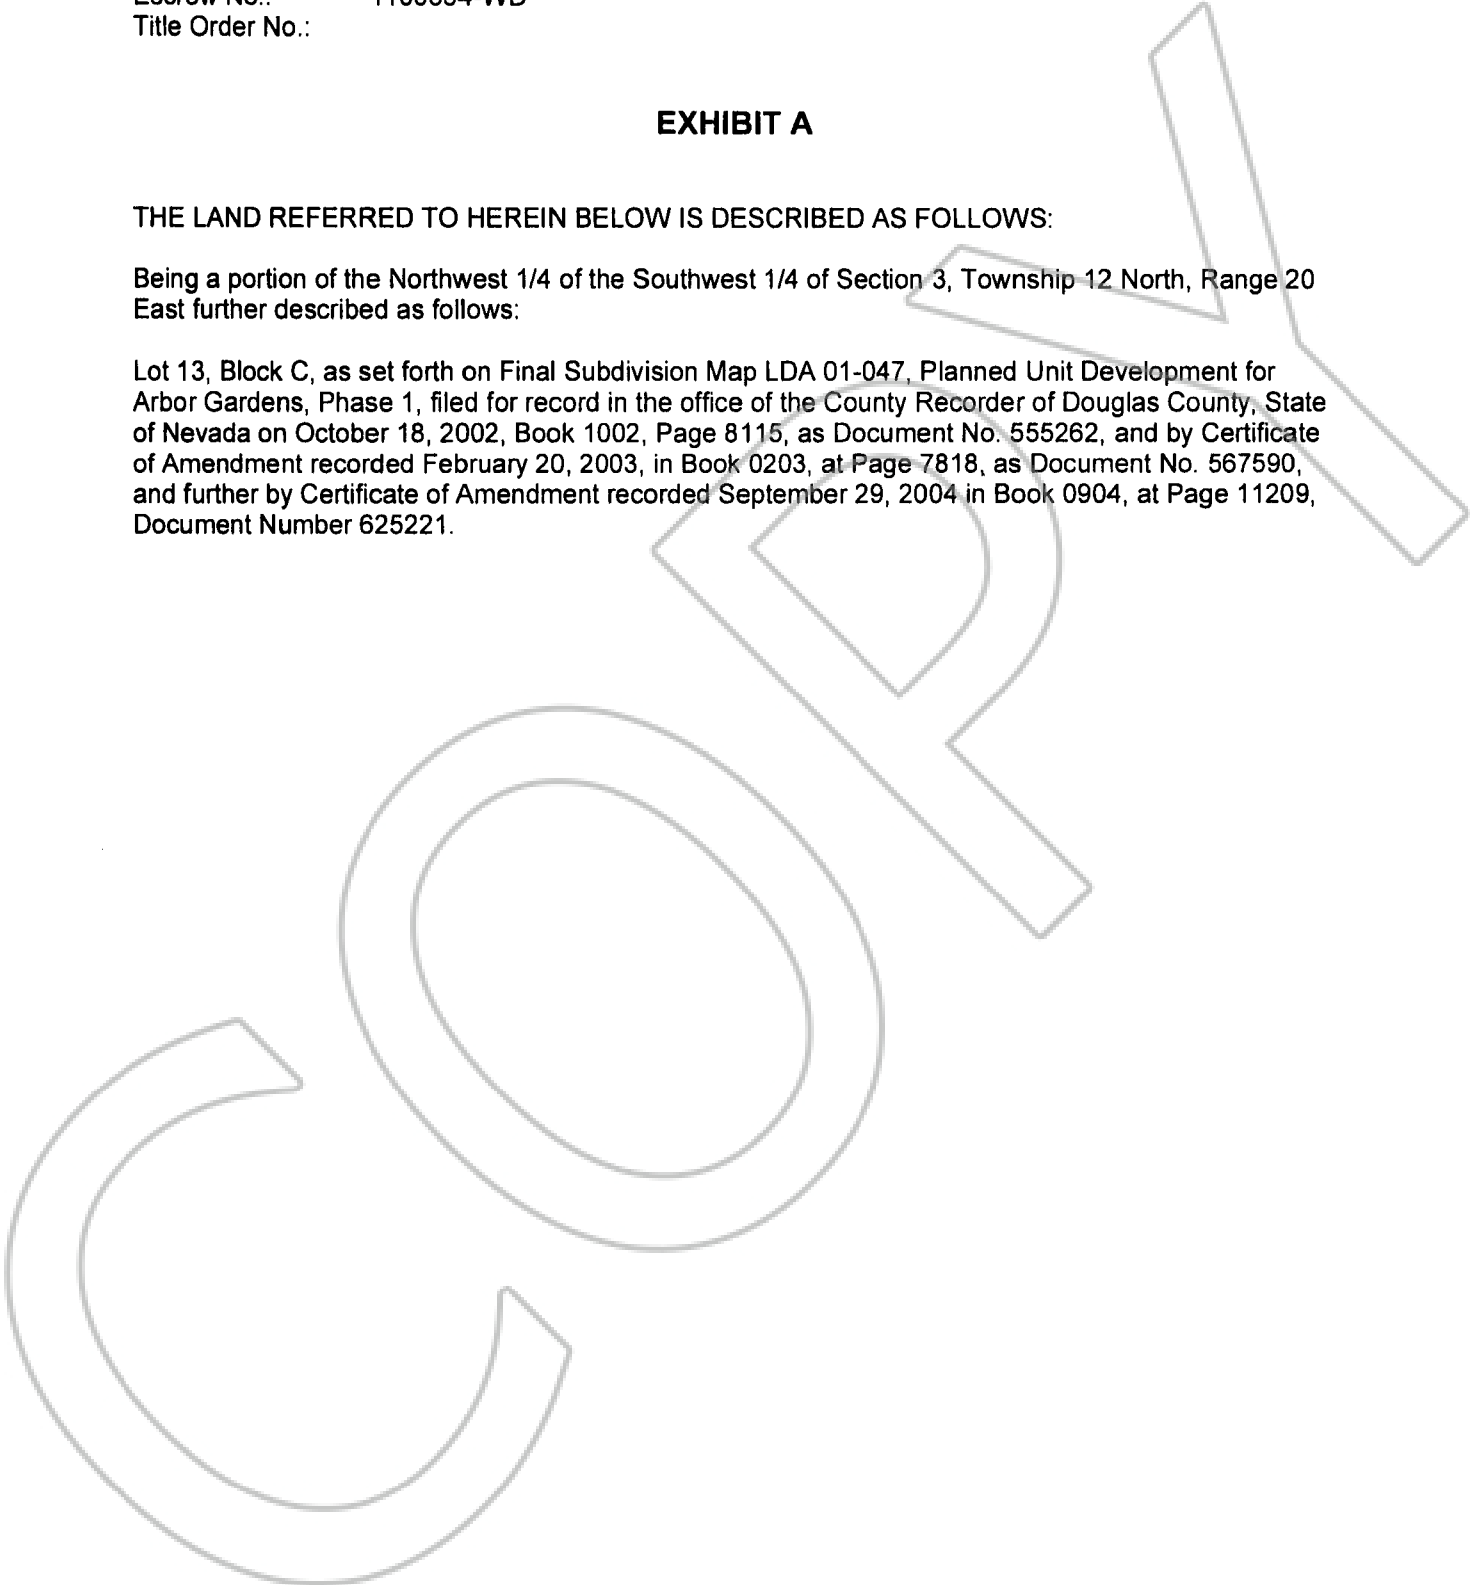 Title Order No.:
EXHIBIT A
THE LAND REFERRED TO HEREIN BELOW IS DESCRIBED AS FOLLOWS:
Being a portion of the Northwest 1/4 of the Southwest 1/4 of Section 3, Township 12 North, Range 20
East further described as follows:
Lot 13, Block C, as set forth on Final Subdivision Map LDA 01-047, Planned Unit Development for
Arbor Gardens, Phase 1, filed for record in the office of the County Recorder of Douglas County, State
of Nevada on October 18, 2002, Book 1002, Page 8115, as Document No. 555262, and by Certificate
of Amendment recorded February 20, 2003, in Book 0203, at Page 7818, as Document No. 567590,
and further by Certificate of Amendment recorded September 29, 2004 in Book 0904, at Page 11209,
Document Number 625221.
COPY